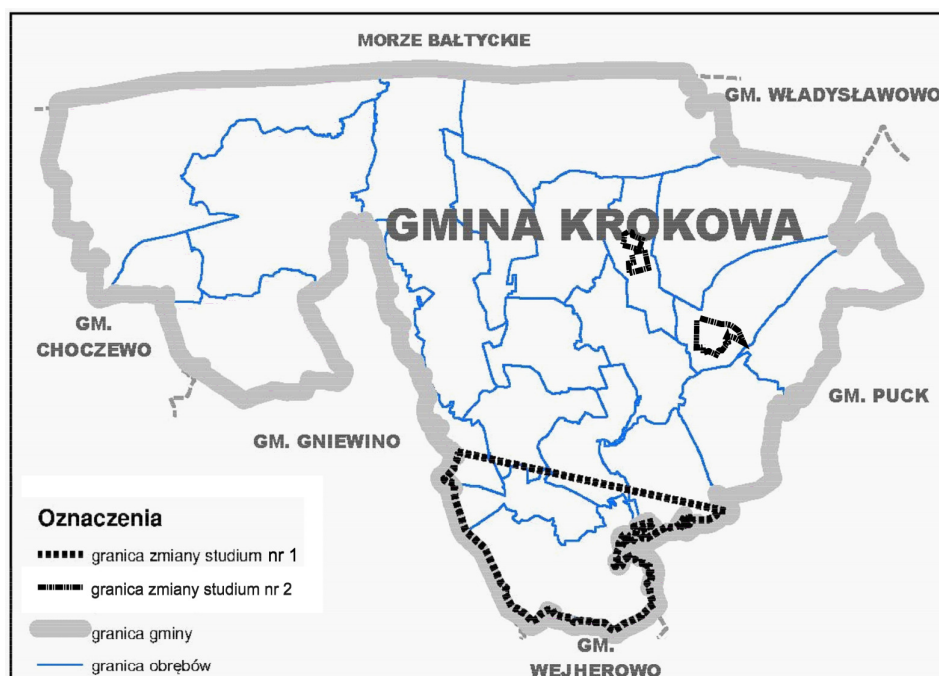 MORZE BAŁTYCKIE
GM. WŁADYSŁAWOWO
GMINA KROKOWA
GM.
CHOCZEWO
GM. PUCK
GM. GNIEWINO
Oznaczenia
granica zmiany studium nr 1
granica zmiany studium nr 2
granica gminy
granica obrębów
GM.
WEJHEROWO